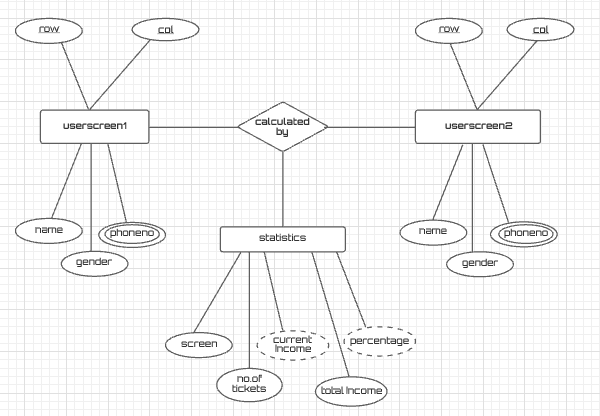 row
col
row
col
userscreen1
calculated
by
userscreen2
name
gender
phoneno
statistics
name
gender
phoneno
screen
no.of
tickets
current
Income
total Income
percentage